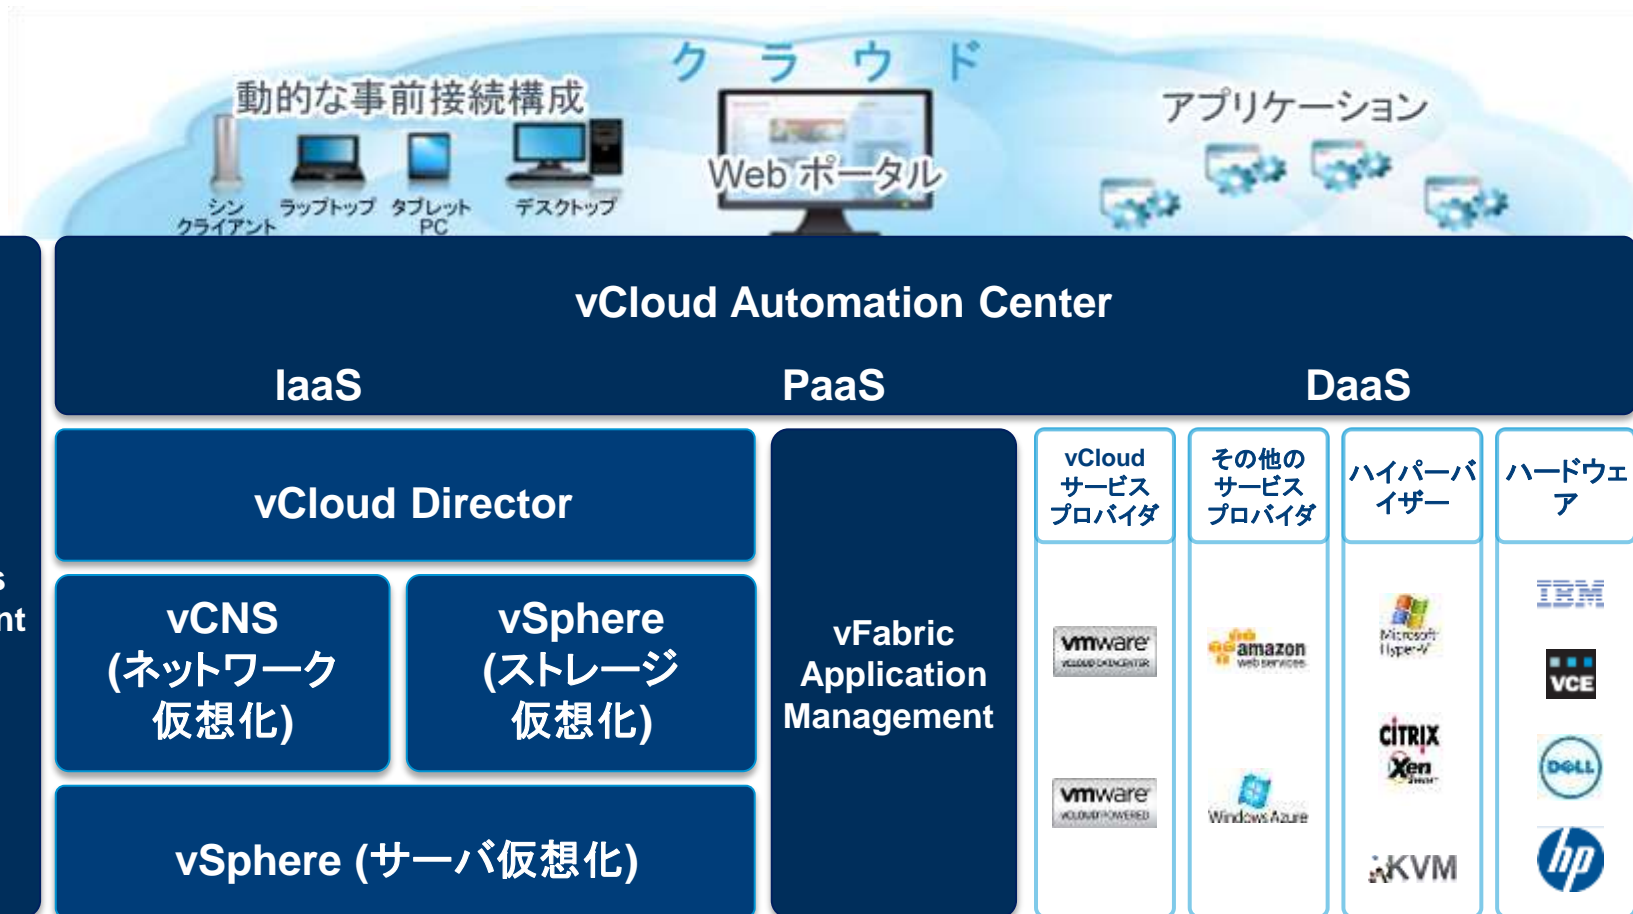 クラウド
動的な事前接続構成
アプリケーション
Web ポータル
シン
クライアント
ラップトップ
タブレット
PC
デスクトップ
vCloud Automation Center
IaaS
PaaS
DaaS
vCloud Director
vCNS
(ネットワーク
仮想化)
vSphere
(ストレージ
仮想化)
vSphere (サーバ仮想化)
vFabric
Application
Management
vCloud
サービス
プロバイダ
その他の
サービス
プロバイダ
ハイパーバ
イザー
ハードウェ
ア
vmware
VCLOUD DATACENTER
vmware
VCLOUD POWERED
amazon
web services
Windows Azure
Microsoft
Hyper-V
CITRIX
Xen
Server
KVM
IBM
VCE
DELL
hp